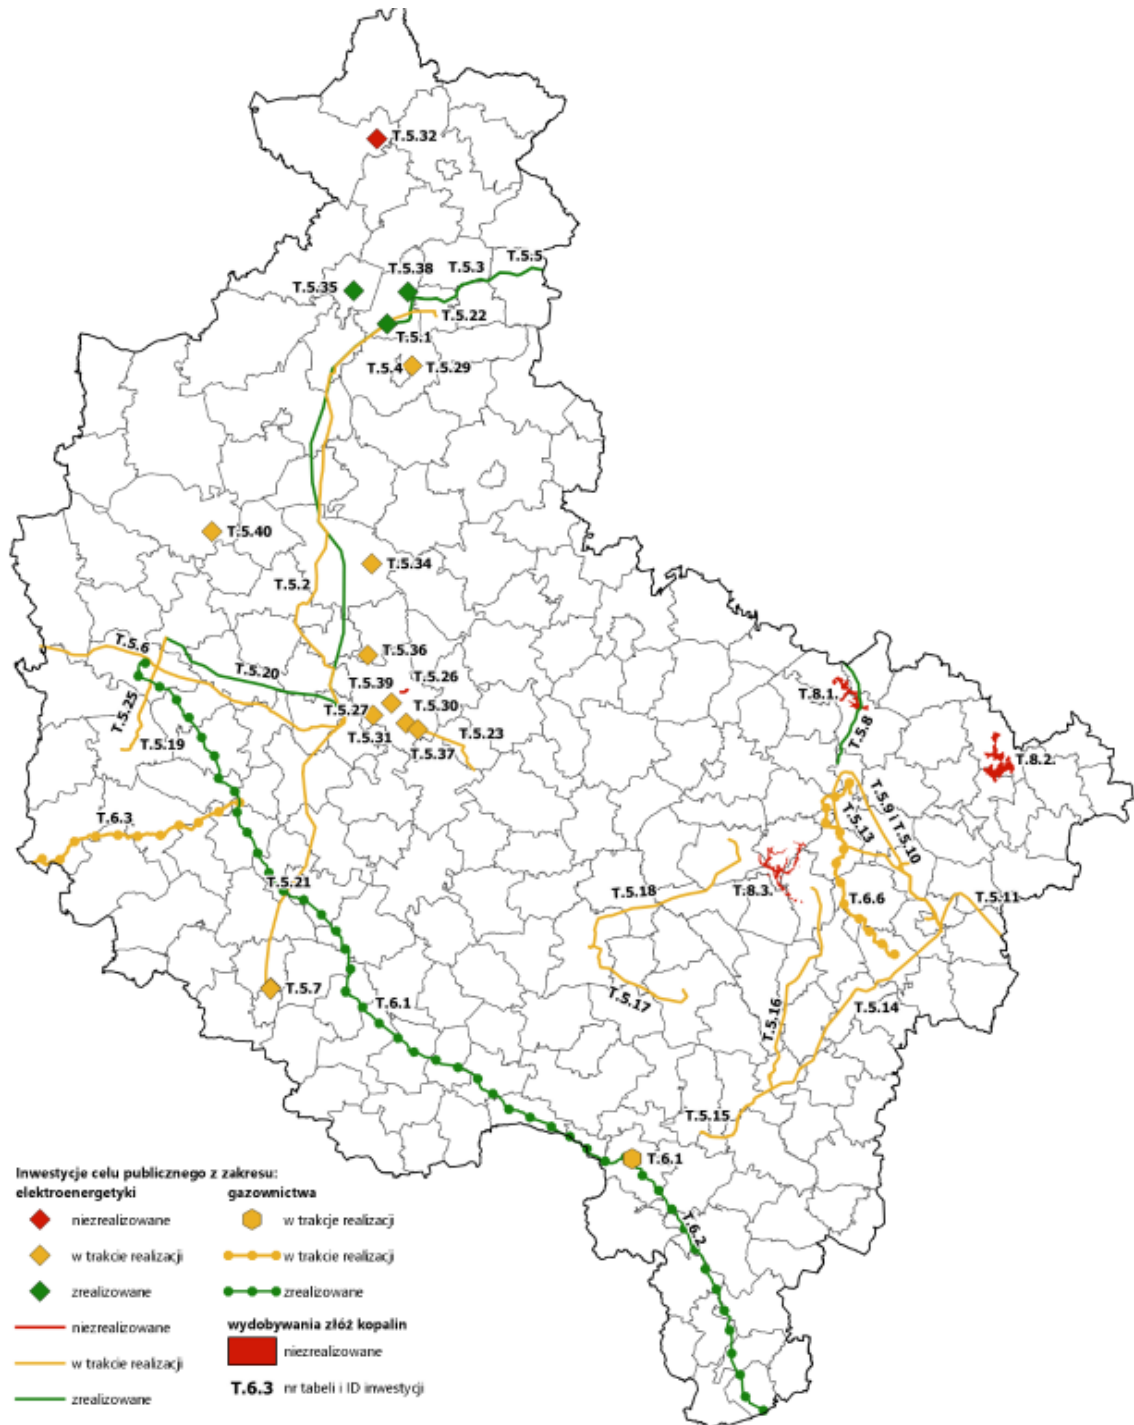 T.5.32
T.5.5
T.5.38
T.5.3
T.5.35
T.5.22
T.5.1
T.5.4
T.5.29
T.5.40
T.5.34
T.5.2
T.5.6
T.5.36
T.5.20
T.5.39
T.5.26
T.8.1.
T.5.25
T.5.27
T.5.30
T.5.8
T.5.31
T.5.23
T.5.19
T.5.37
T.8.2.
T.6.3
T.5.9 i T.5.10
T.5.13
T.5.21
T.5.18
T.8.3.
T.6.6
T.5.11
T.5.7
T.6.1
T.5.17
T.5.16
T.5.14
T.5.15
T.6.1
T.6.2
Inwestycje celu publicznego z zakresu:
elektroenergetyki
niezrealizowane
w trakcie realizacji
zrealizowane
niezrealizowane
w trakcie realizacji
zrealizowane
gazownictwa
w trakcje realizacji
w trakcie realizacji
zrealizowane
wydobywania złóż kopalin
niezrealizowane
T.6.3 nr tabeli i ID inwestycji